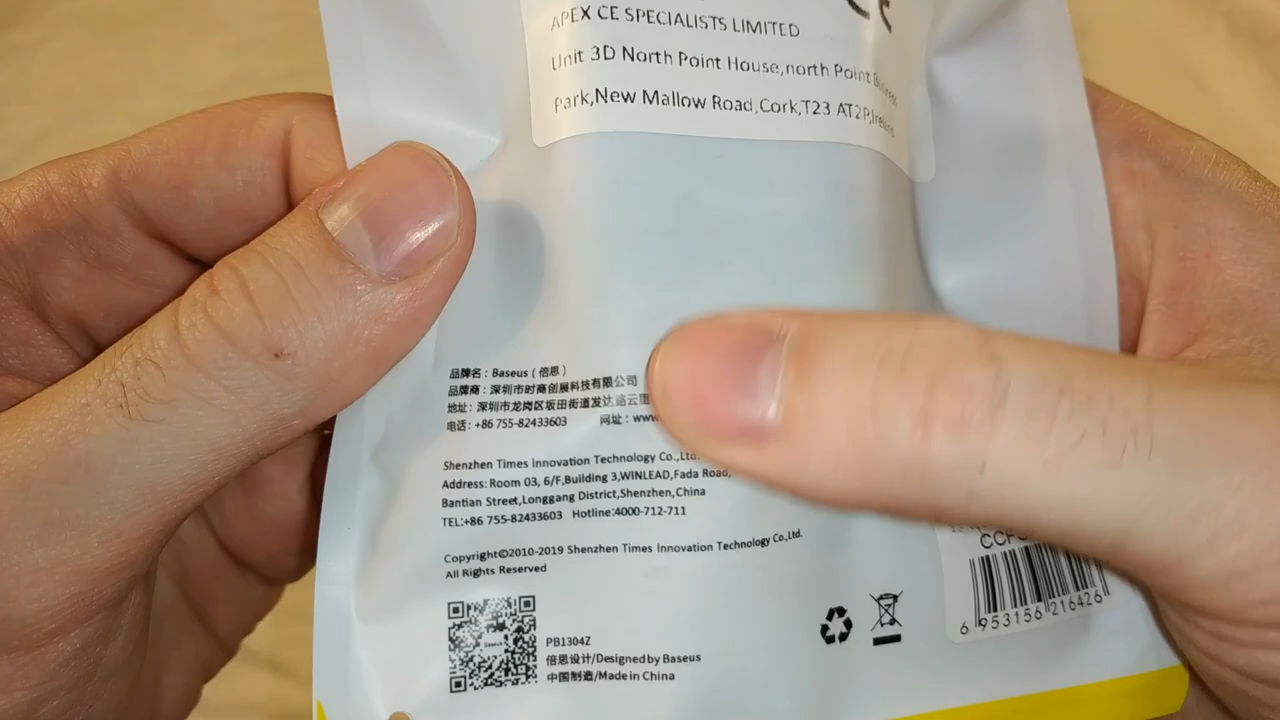 APEX CE SPECIALISTS LIMITED
Unit 3D North Point House,north Point Business
Park,New Mallow Road,Cork,T23 AT2P,Ireland
品牌名：Baseus（倍思）
品牌商：深圳市时商创展科技有限公司
地址：深圳市龙岗区坂田街道发达路云里
电话：+86 755-82433603 网址：www.
Shenzhen Times Innovation Technology Co.,Ltd.
Address: Room 03, 6/F,Building 3,WINLEAD,Fada Road,
Bantian Street,Longgang District,Shenzhen,China
TEL:+86 755-82433603 Hotline:4000-712-711
Copyright©2010-2019 Shenzhen Times Innovation Technology Co.,Ltd.
All Rights Reserved
Baseus
PB1304Z
倍思设计/Designed by Baseus
中国制造/Made in China
6 953156 216426